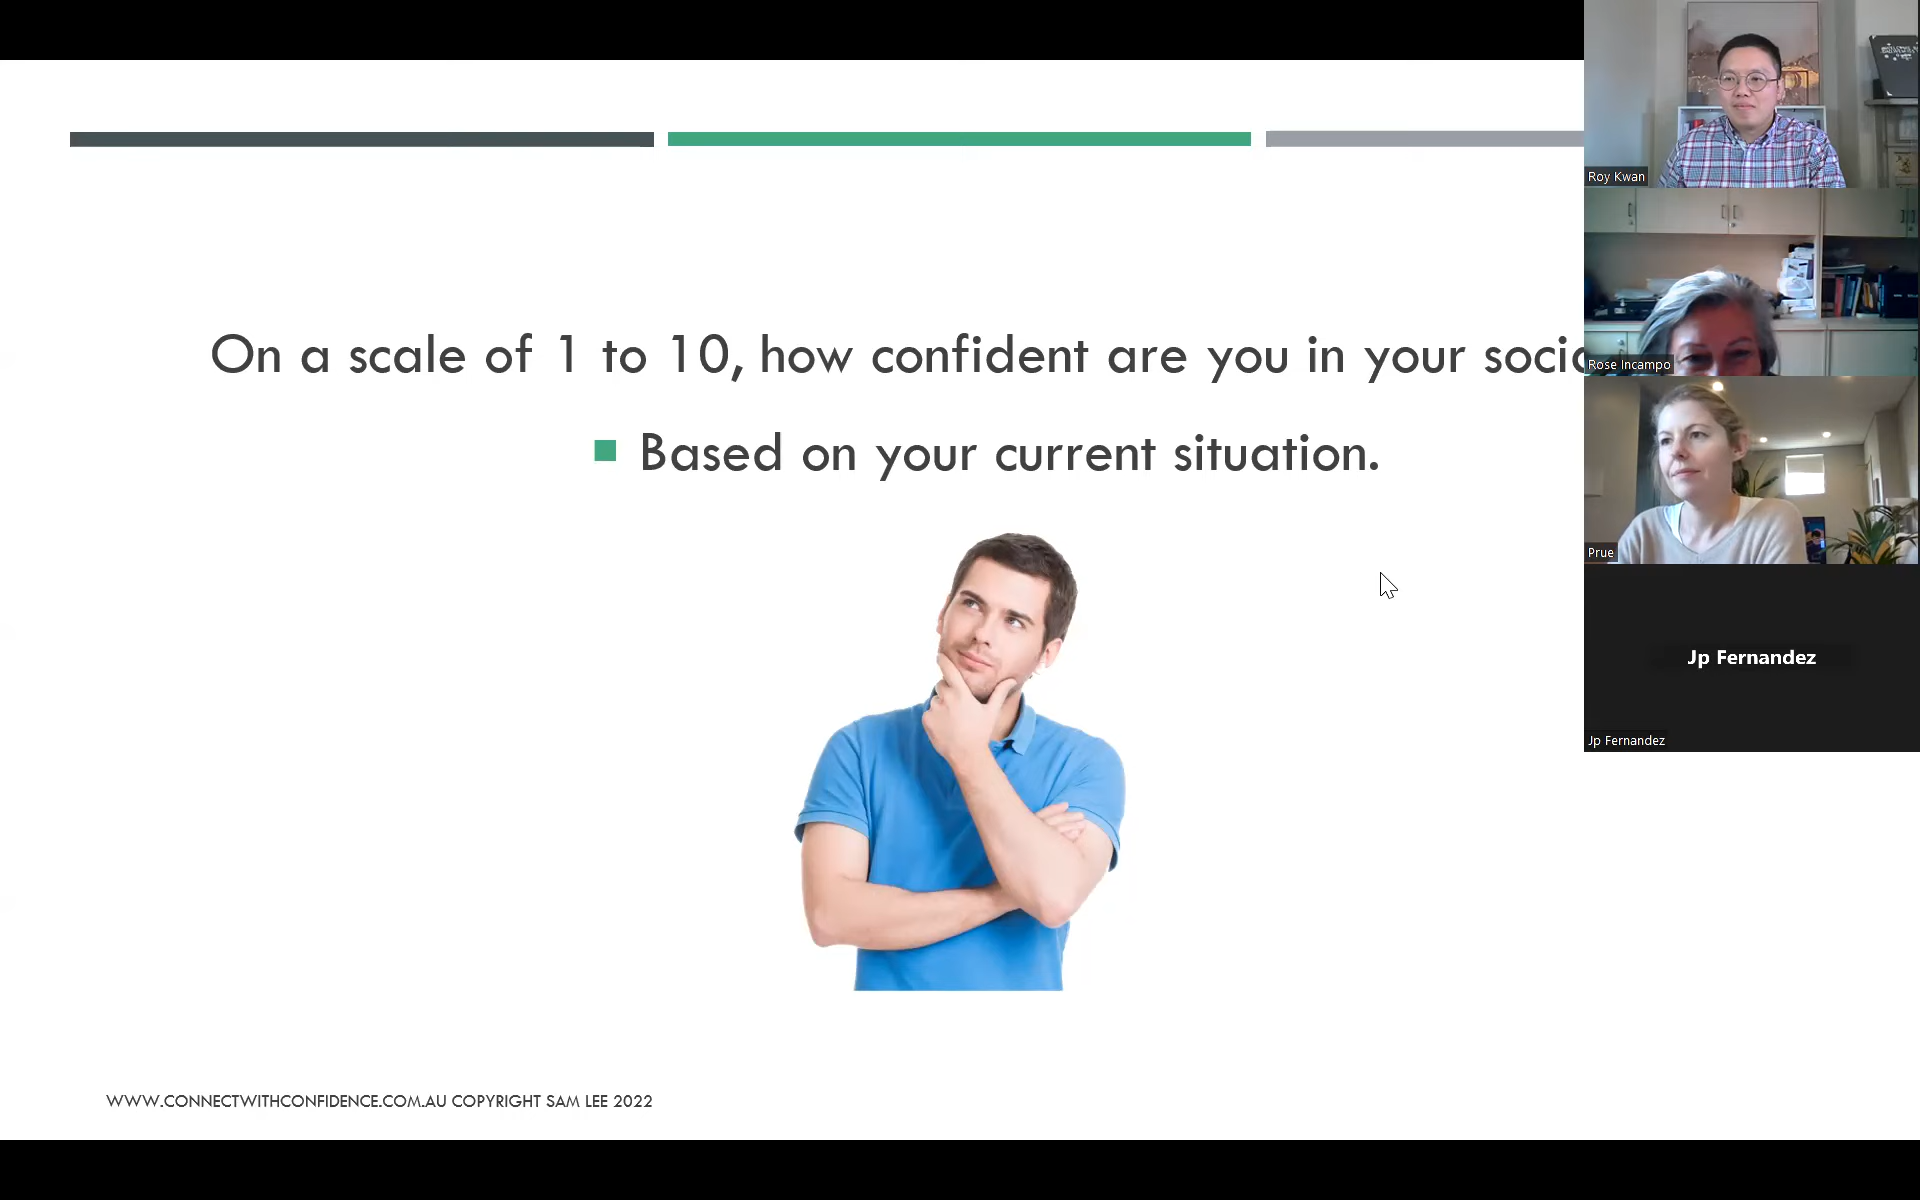 On a scale of 1 to 10, how confident are you in your
Based on your current situation.
WWW.CONNECTWITHCONFIDENCE.COM.AU COPYRIGHT SAM LEE 2022
Roy Kwan
Rose Incampo
Prue
Jp Fernandez
Jp Fernandez